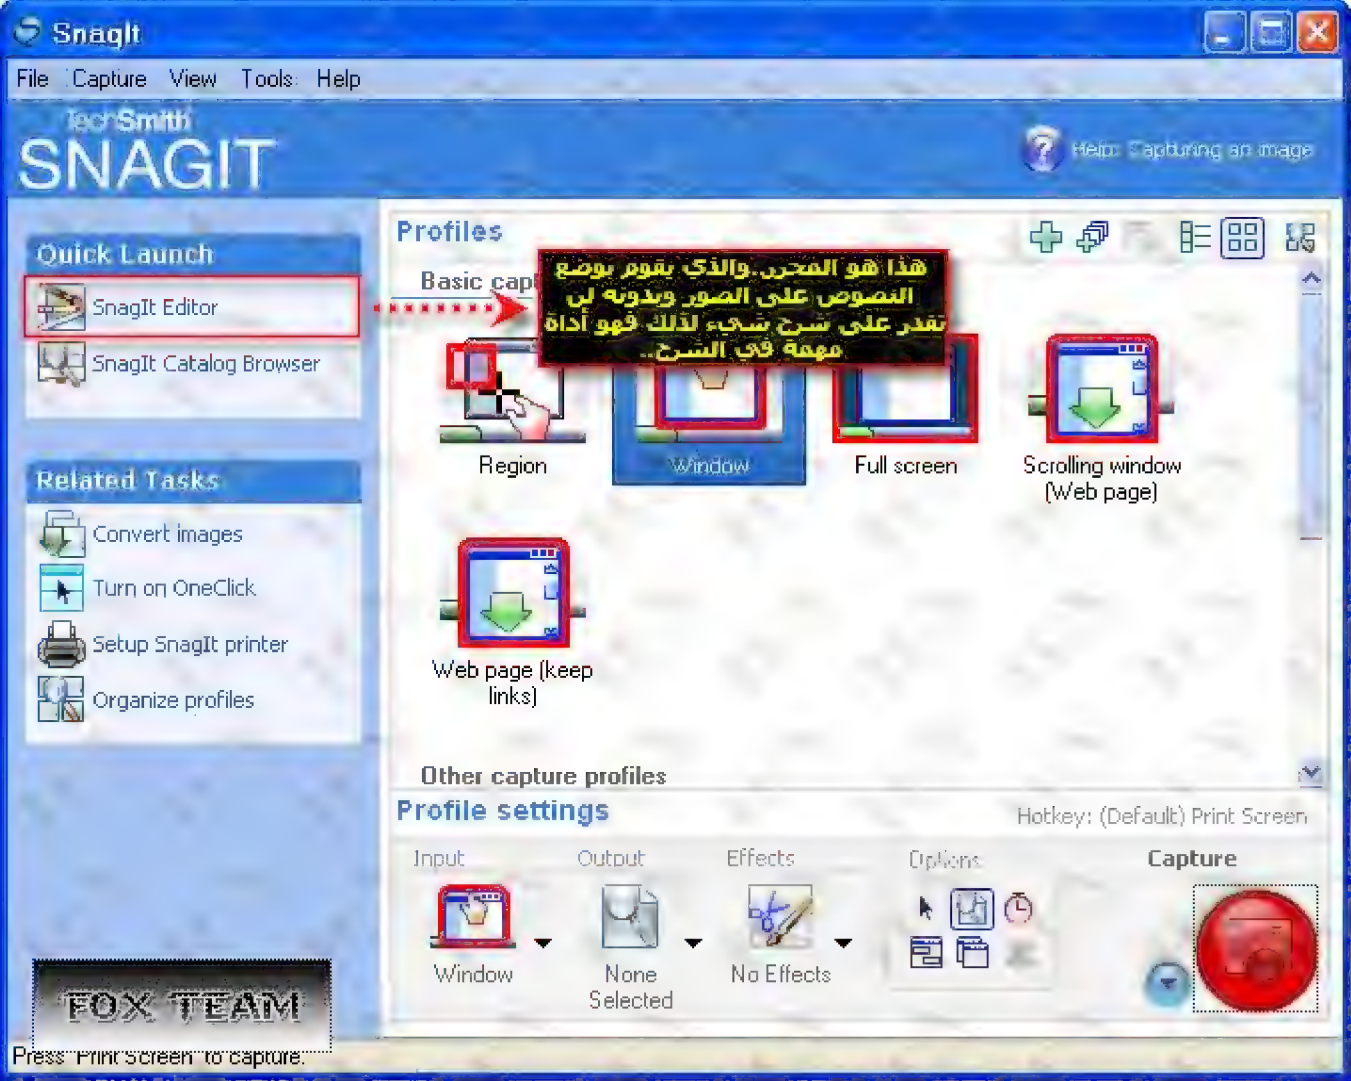 SnagIt
File Capture View Tools Help
TechSmith
SNAGIT
Help: Capturing an image
Quick Launch
SnagIt Editor
SnagIt Catalog Browser
Related Tasks
Convert images
Turn on OneClick
Setup SnagIt printer
Organize profiles
FOX TEAM
Profiles
Basic capt
هذا هو المحرر..والذي يقوم بوضع
النصوص على الصور وبدونه لن
تقدر على شرح شيء لذلك فهو أداة
مهمة في الشرح..
Region
Window
Full screen
Scrolling window
(Web page)
Web page (keep
links)
Other capture profiles
Profile settings
Hotkey: (Default) Print Screen
Input
Output
Effects
Options
Capture
Window
None
Selected
No Effects
Press "Print Screen" to capture.